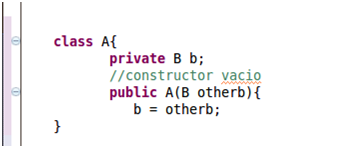 class A{
private B b;
//constructor vacio
public A(B otherb){
b = otherb;
}